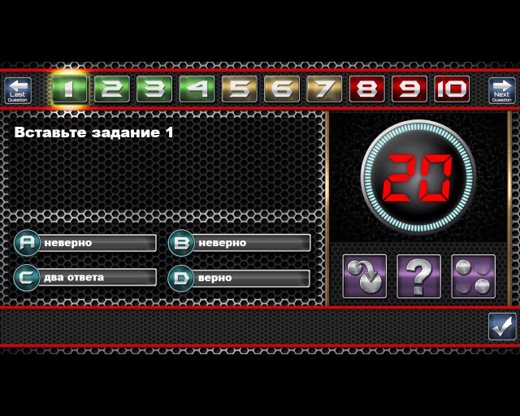 Last
Question
1 2 3 4 5 6 7 8 9 10
Next
Question
Вставьте задание 1
20
A неверно
B неверно
C два ответа
D верно
?